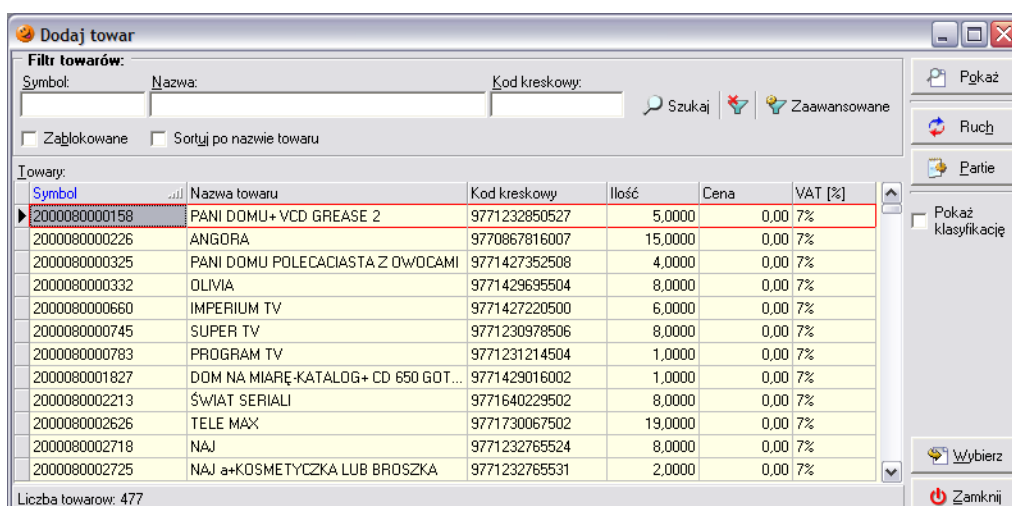 Dodaj towar
Filtr towarów:
Symbol: Nazwa: Kod kreskowy:
Szukaj Zaawansowane
Zablokowane Sortuj po nazwie towaru
Pokaż
Ruch
Partie
Pokaż
klasyfikację
Towary:
Symbol Nazwa towaru Kod kreskowy Ilość Cena VAT [%]
2000080000158 PANI DOMU+ VCD GREASE 2 9771232850527 5,0000 0,00 7%
2000080000226 ANGORA 9770867816007 15,0000 0,00 7%
2000080000325 PANI DOMU POLECACIASTA Z OWOCAMI 9771427352508 4,0000 0,00 7%
2000080000332 OLIVIA 9771429695504 8,0000 0,00 7%
2000080000660 IMPERIUM TV 9771427220500 6,0000 0,00 7%
2000080000745 SUPER TV 9771230978506 8,0000 0,00 7%
2000080000783 PROGRAM TV 9771231214504 1,0000 0,00 7%
2000080001827 DOM NA MIARĘ-KATALOG+ CD 650 GOT... 9771429016002 1,0000 0,00 7%
2000080002213 ŚWIAT SERIALI 9771640229502 8,0000 0,00 7%
2000080002626 TELE MAX 9771730067502 19,0000 0,00 7%
2000080002718 NAJ 9771232765524 8,0000 0,00 7%
2000080002725 NAJ a+KOSMETYCZKA LUB BROSZKA 9771232765531 2,0000 0,00 7%
Wybierz
Liczba towarow: 477
Zamknij